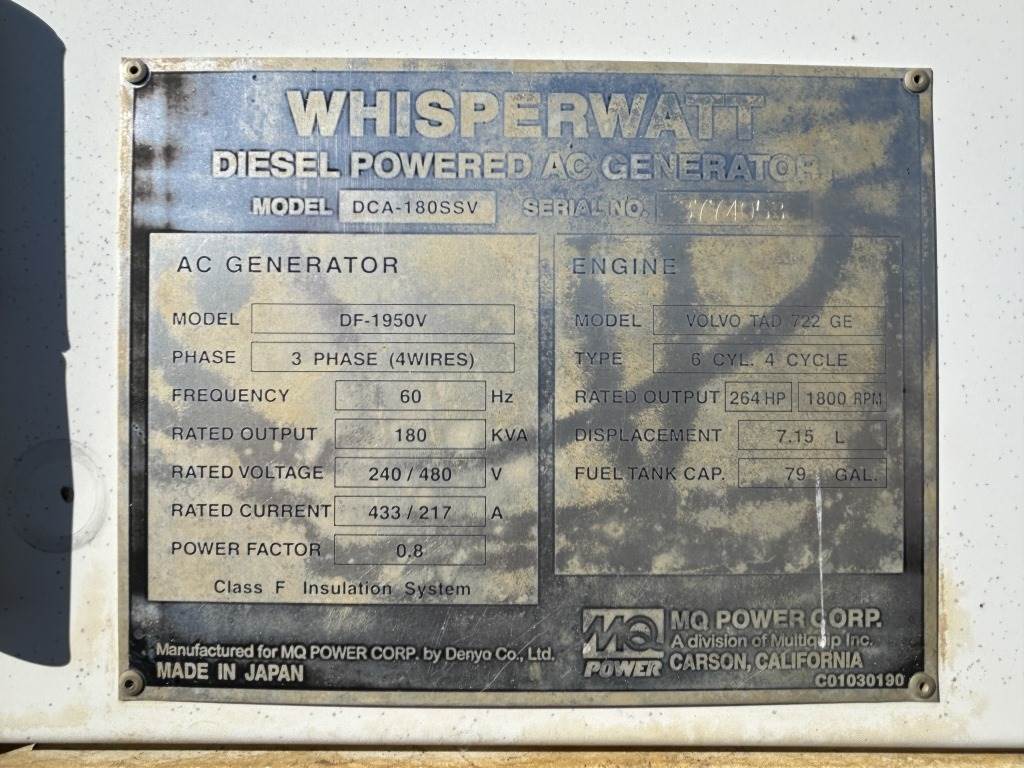 WHISPERWATT
DIESEL POWERED AC GENERATOR
MODEL DCA-180SSV SERIAL NO.
AC GENERATOR
MODEL DF-1950V
PHASE 3 PHASE (4WIRES)
FREQUENCY 60 Hz
RATED OUTPUT 180 KVA
RATED VOLTAGE 240 / 480 V
RATED CURRENT 433 / 217 A
POWER FACTOR 0.8
Class F Insulation System
ENGINE
MODEL VOLVO TAD 722 GE
TYPE 6 CYL. 4 CYCLE
RATED OUTPUT 264 HP 1800 RPM
DISPLACEMENT 7.15 L
FUEL TANK CAP. 79 GAL.
Manufactured for MQ POWER CORP. by Denyo Co., Ltd.
MADE IN JAPAN
MQ POWER
MQ POWER CORP.
A division of Multiquip Inc.
CARSON, CALIFORNIA
C01030190